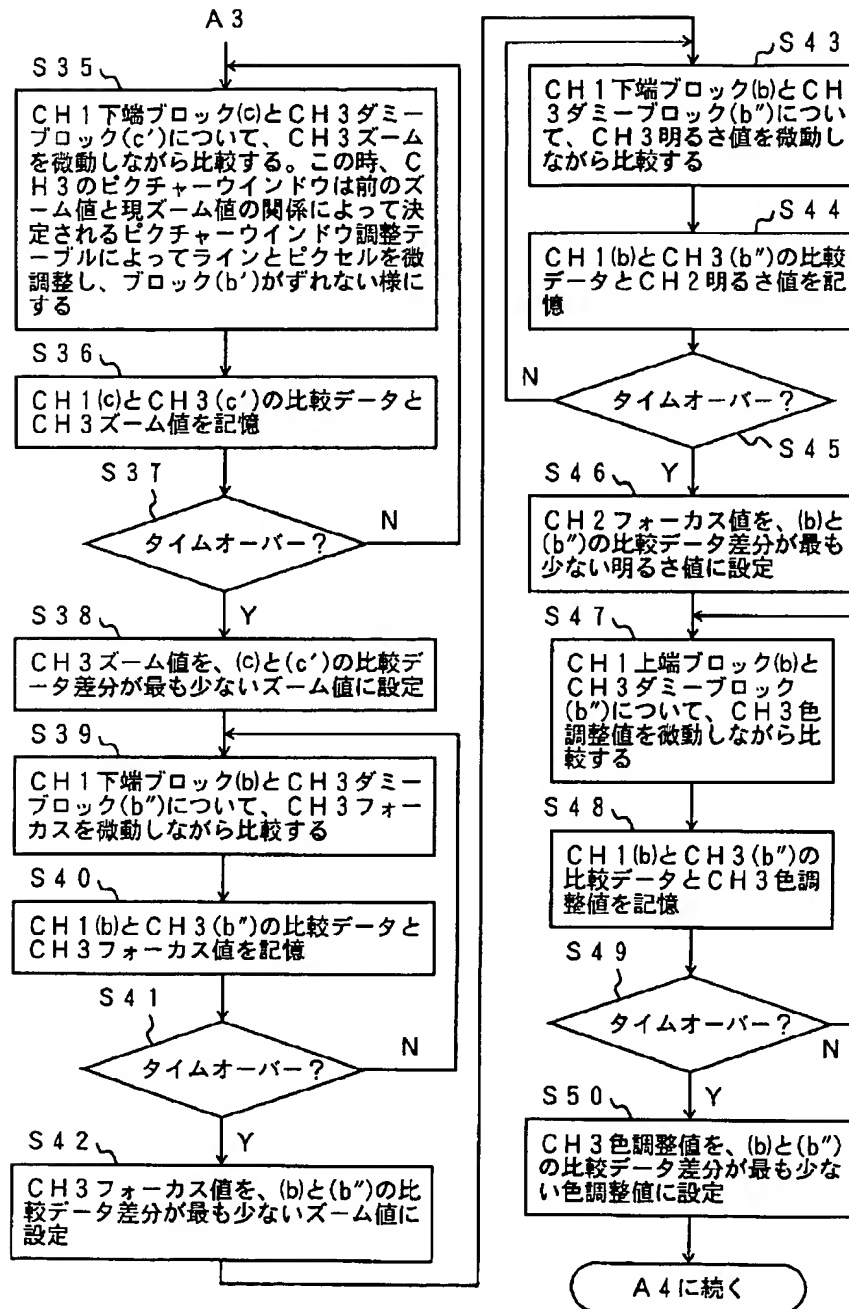 A3
S35
CH1下端ブロック(c)とCH3ダミー
ブロック(c')について、CH3ズーム
を微動しながら比較する。この時、C
H3のピクチャーウインドウは前のズ
ーム値と現ズーム値の関係によって決
定されるピクチャーウインドウ調整テ
ーブルによってラインとピクセルを微
調整し、ブロック(b')がずれない様に
する
S36
CH1(c)とCH3(c')の比較データと
CH3ズーム値を記憶
S37
タイムオーバー?
N
Y
S38
CH3ズーム値を、(c)と(c')の比較デ
ータ差分が最も少ないズーム値に設定
S39
CH1下端ブロック(b)とCH3ダミー
ブロック(b")について、CH3フォー
カスを微動しながら比較する
S40
CH1(b)とCH3(b")の比較データと
CH3フォーカス値を記憶
S41
タイムオーバー?
N
Y
S42
CH3フォーカス値を、(b)と(b")の比
較データ差分が最も少ないズーム値に
設定
S43
CH1下端ブロック(b)とCH
3ダミーブロック(b")につい
て、CH3明るさ値を微動し
ながら比較する
S44
CH1(b)とCH3(b")の比較
データとCH2明るさ値を記
憶
N
タイムオーバー?
S45
Y
S46
CH2フォーカス値を、(b)と
(b")の比較データ差分が最も
少ない明るさ値に設定
S47
CH1上端ブロック(b)と
CH3ダミーブロック
(b")について、CH3色
調整値を微動しながら比
較する
S48
CH1(b)とCH3(b")の
比較データとCH3色調
整値を記憶
S49
タイムオーバー?
N
Y
S50
CH3色調整値を、(b)と(b")
の比較データ差分が最も少な
い色調整値に設定
A4に続く